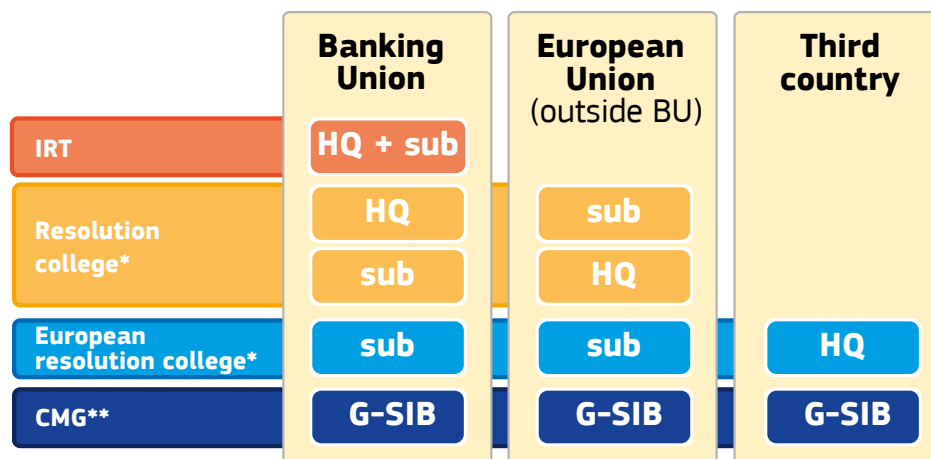 Banking
Union
European
Union
(outside BU)
Third
country
IRT
HQ + sub
Resolution
college*
HQ
sub
sub
HQ
European
resolution college*
sub
sub
HQ
CMG**
G-SIB
G-SIB
G-SIB